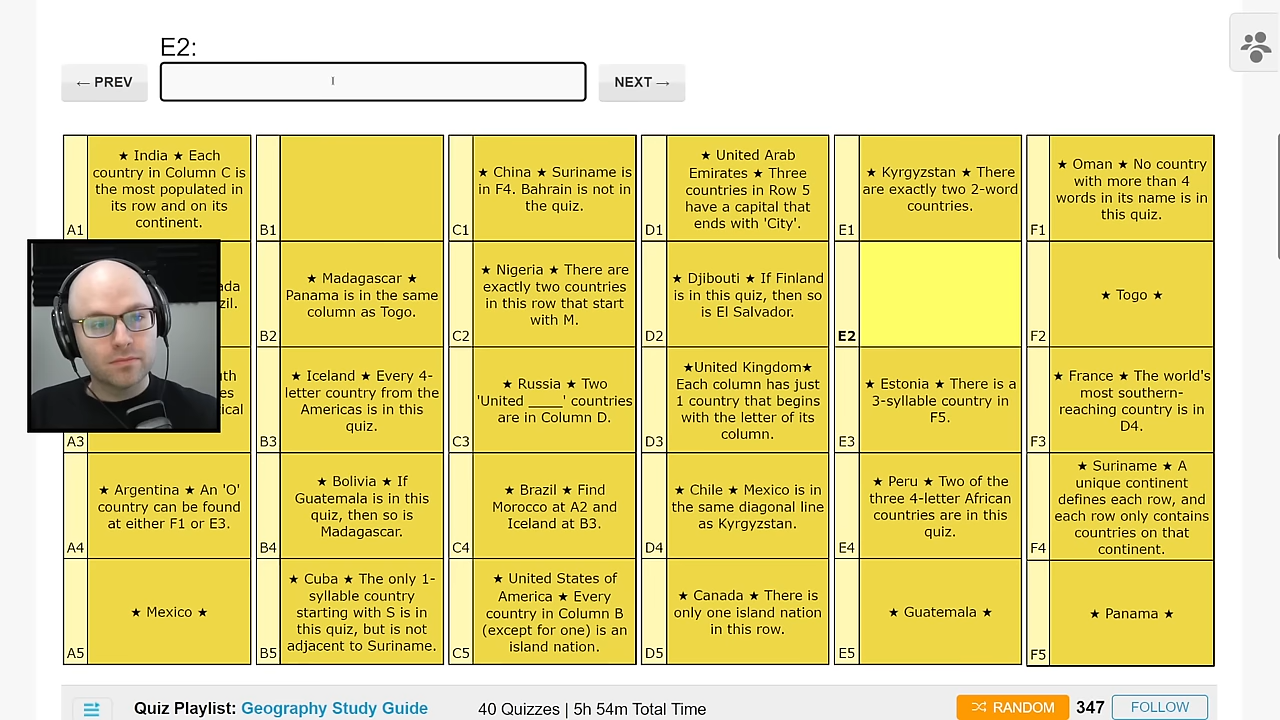 E2:
← PREV
NEXT →
★ India ★ Each
country in Column C is
the most populated in
its row and on its
continent.
A1
B1
★ China ★ Suriname is
in F4. Bahrain is not in
the quiz.
C1
★ United Arab
Emirates ★ Three
countries in Row 5
have a capital that
ends with 'City'.
D1
★ Kyrgyzstan ★ There
are exactly two 2-word
countries.
E1
★ Oman ★ No country
with more than 4
words in its name is in
this quiz.
F1
★ Madagascar ★
Panama is in the same
column as Togo.
B2
★ Nigeria ★ There are
exactly two countries
in this row that start
with M.
C2
★ Djibouti ★ If Finland
is in this quiz, then so
is El Salvador.
D2
E2
★ Togo ★
F2
A3
★ Iceland ★ Every 4-
letter country from the
Americas is in this
quiz.
B3
★ Russia ★ Two
'United ____' countries
are in Column D.
C3
★United Kingdom★
Each column has just
1 country that begins
with the letter of its
column.
D3
★ Estonia ★ There is a
3-syllable country in
F5.
E3
★ France ★ The world's
most southern-
reaching country is in
D4.
F3
★ Argentina ★ An 'O'
country can be found
at either F1 or E3.
A4
★ Bolivia ★ If
Guatemala is in this
quiz, then so is
Madagascar.
B4
★ Brazil ★ Find
Morocco at A2 and
Iceland at B3.
C4
★ Chile ★ Mexico is in
the same diagonal line
as Kyrgyzstan.
D4
★ Peru ★ Two of the
three 4-letter African
countries are in this
quiz.
E4
★ Suriname ★ A
unique continent
defines each row, and
each row only contains
countries on that
continent.
F4
★ Mexico ★
A5
★ Cuba ★ The only 1-
syllable country
starting with S is in
this quiz, but is not
adjacent to Suriname.
B5
★ United States of
America ★ Every
country in Column B
(except for one) is an
island nation.
C5
★ Canada ★ There is
only one island nation
in this row.
D5
★ Guatemala ★
E5
★ Panama ★
F5
Quiz Playlist: Geography Study Guide
40 Quizzes | 5h 54m Total Time
RANDOM
347
FOLLOW